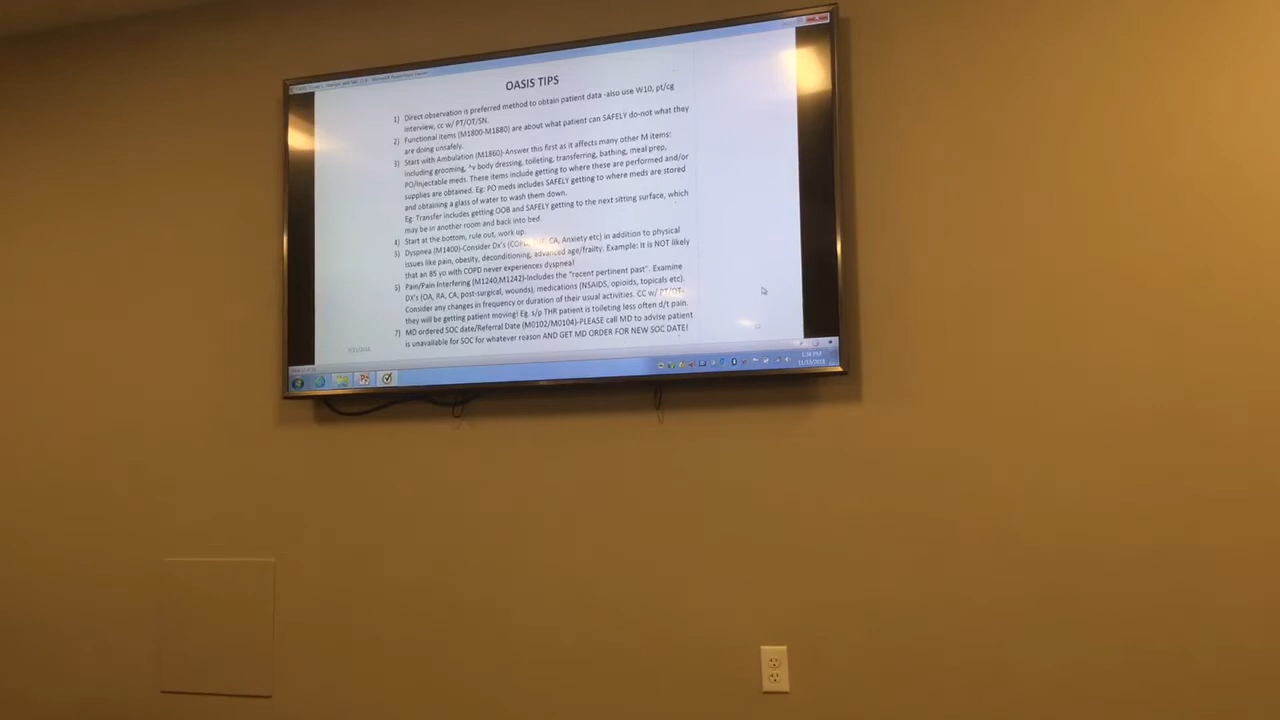 OASIS TIPS
1) Direct observation is preferred method to obtain patient data -also use W10, pt/cg
interview, cc w/ PT/OT/SN.
2) Functional items (M1800-M1880) are about what patient can SAFELY do-not what they
are doing unsafely.
3) Start with Ambulation (M1860)-Answer this first as it affects many other M items:
including grooming, ^v body dressing, toileting, transferring, bathing, meal prep,
PO/Injectable meds. These items include getting to where these are performed and/or
supplies are obtained. Eg: PO meds includes SAFELY getting to where meds are stored
and obtaining a glass of water to wash them down.
Eg: Transfer includes getting OOB and SAFELY getting to the next sitting surface, which
may be in another room and back into bed.
4) Start at the bottom, rule out, work up.
5) Dyspnea (M1400)-Consider Dx's (COPD, CA, Anxiety etc) in addition to physical
issues like pain, obesity, deconditioning, advanced age/frailty. Example: It is NOT likely
that an 85 yo with COPD never experiences dyspnea!
Pain/Pain Interfering (M1240,M1242)-Includes the "recent pertinent past". Examine
DX's (OA, RA, CA, post-surgical, wounds), medications (NSAIDS, opioids, topicals etc).
Consider any changes in frequency or duration of their usual activities. CC w/ PT/OT-
they will be getting patient moving! Eg. s/p THR patient is toileting less often d/t pain.
7) MD ordered SOC date/Referral Date (M0102/M0104)-PLEASE call MD to advise patient
is unavailable for SOC for whatever reason AND GET MD ORDER FOR NEW SOC DATE!